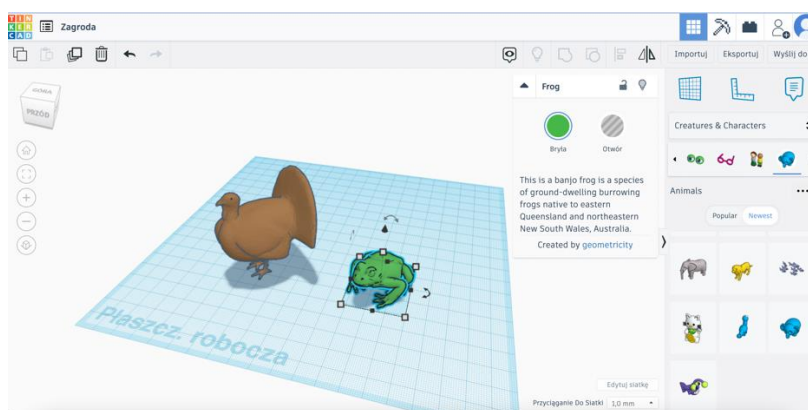 TIN
KER
CAD
Zagroda
Importuj
Eksportuj
Wyślij do
GÓRA
PRZÓD
Frog
Bryła
Otwór
This is a banjo frog is a species
of ground-dwelling burrowing
frogs native to eastern
Queensland and northeastern
New South Wales, Australia.
Created by geometricity
Creatures & Characters
Animals
Popular
Newest
Płaszcz. robocza
Edytuj siatkę
Przyciąganie Do Siatki
1,0 mm